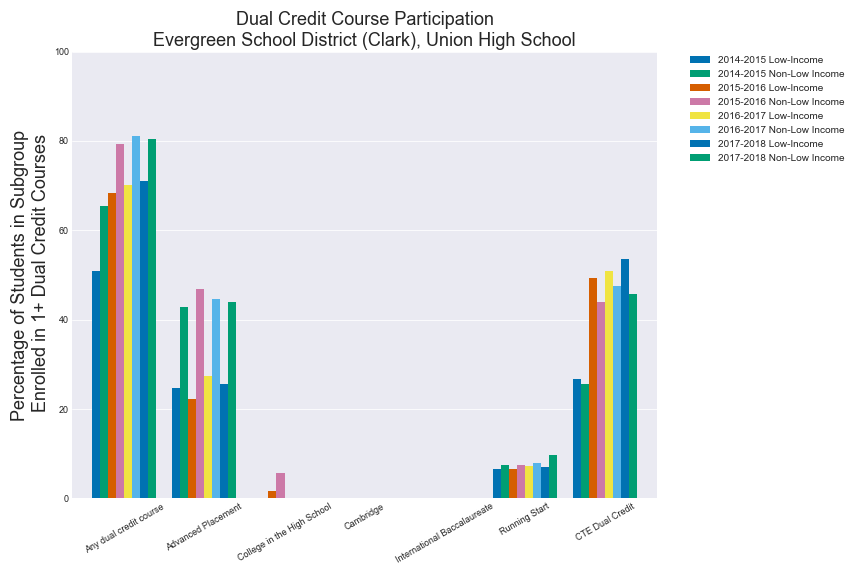 Dual Credit Course Participation
Evergreen School District (Clark), Union High School
Percentage of Students in Subgroup
Enrolled in 1+ Dual Credit Courses
100
80
60
40
20
0
Any dual credit course
Advanced Placement
College in the High School
Cambridge
International Baccalaureate
Running Start
CTE Dual Credit
2014-2015 Low-Income
2014-2015 Non-Low Income
2015-2016 Low-Income
2015-2016 Non-Low Income
2016-2017 Low-Income
2016-2017 Non-Low Income
2017-2018 Low-Income
2017-2018 Non-Low Income